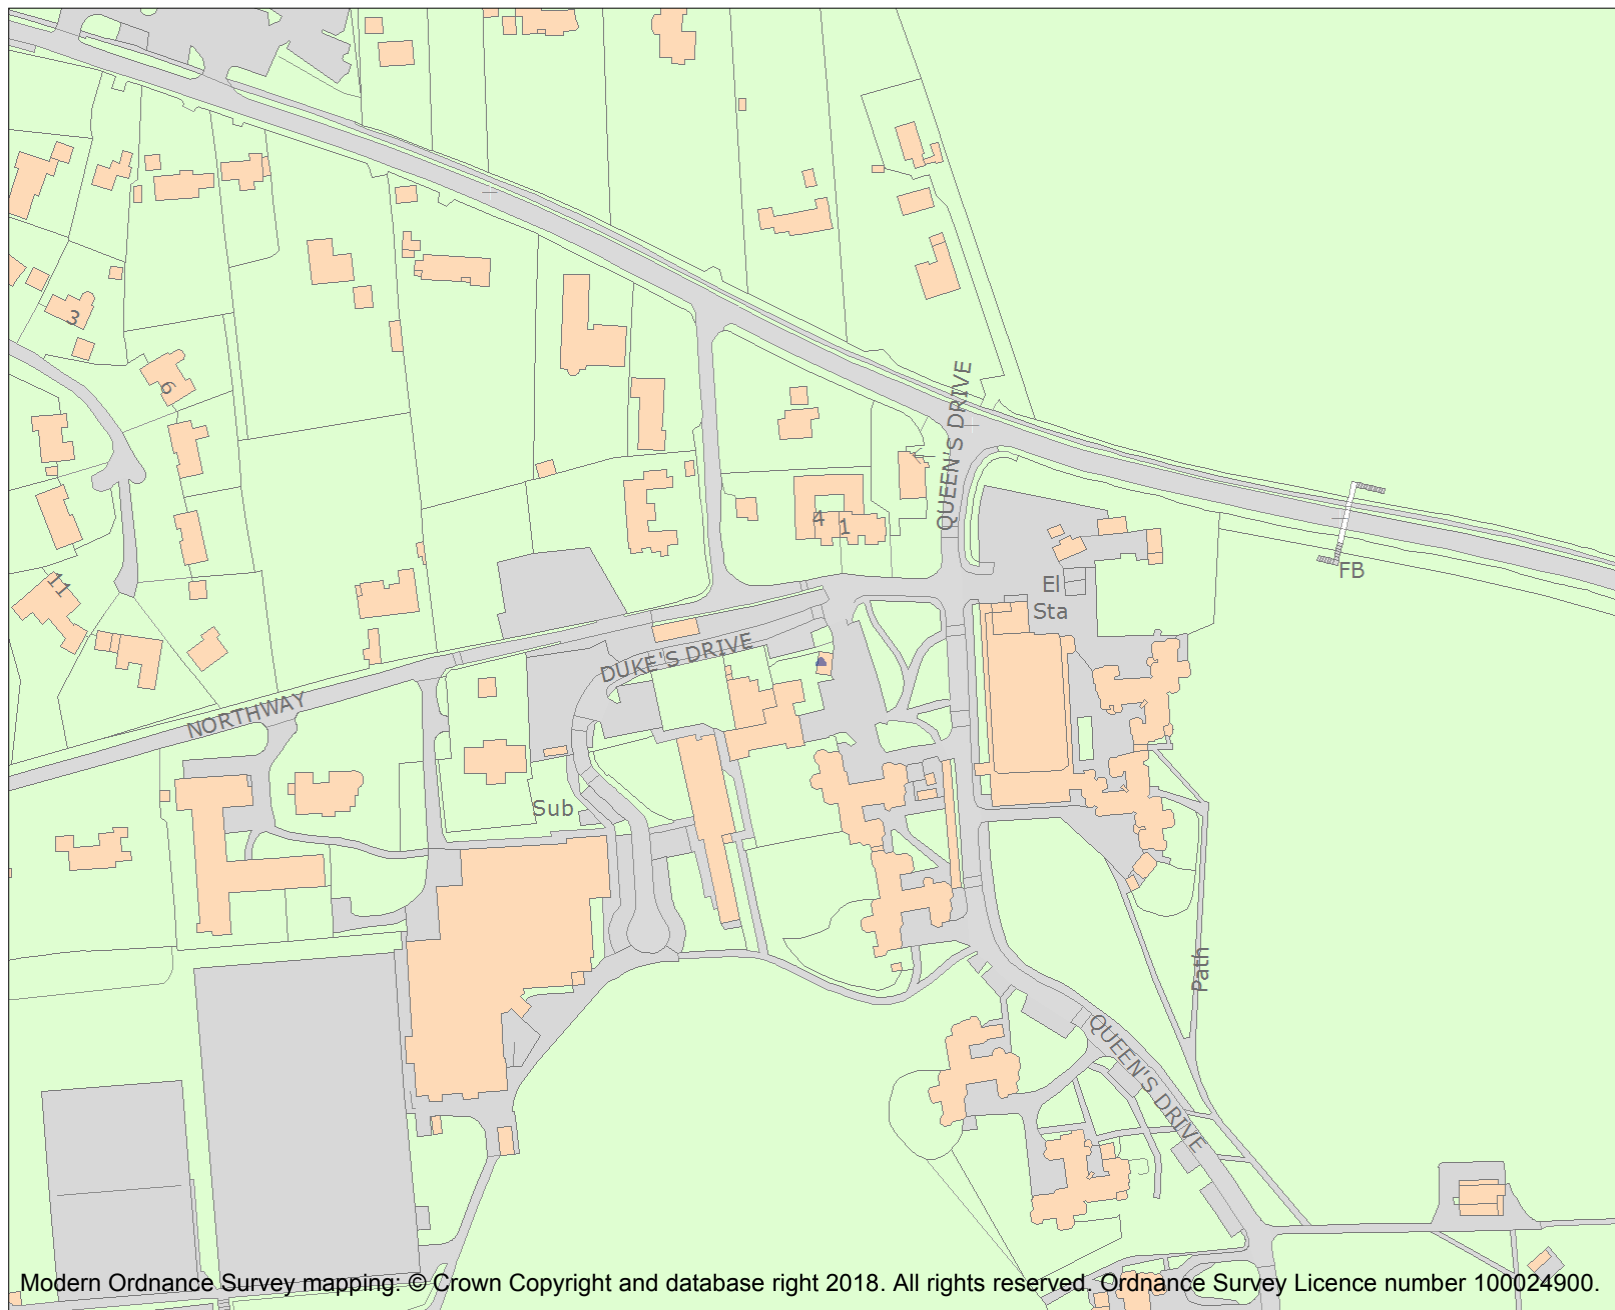 3
6
QUEEN'S DRIVE
4
1
FB
11
El
Sta
DUKE'S DRIVE
NORTHWAY
Sub
Path
QUEEN'S DRIVE
Modern Ordnance Survey mapping: © Crown Copyright and database right 2018. All rights reserved. Ordnance Survey Licence number 100024900.